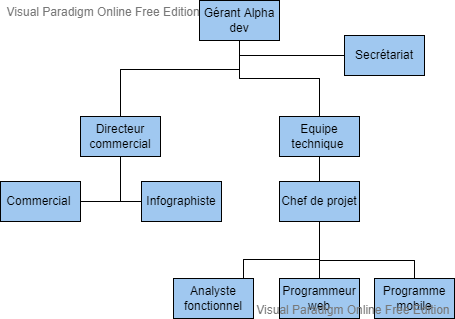 Visual Paradigm Online Free Edition
Gérant Alpha
dev
Secrétariat
Directeur
commercial
Equipe
technique
Commercial
Infographiste
Chef de projet
Analyste
fonctionnel
Programmeur
web
Programme
mobile
Visual Paradigm Online Free Edition